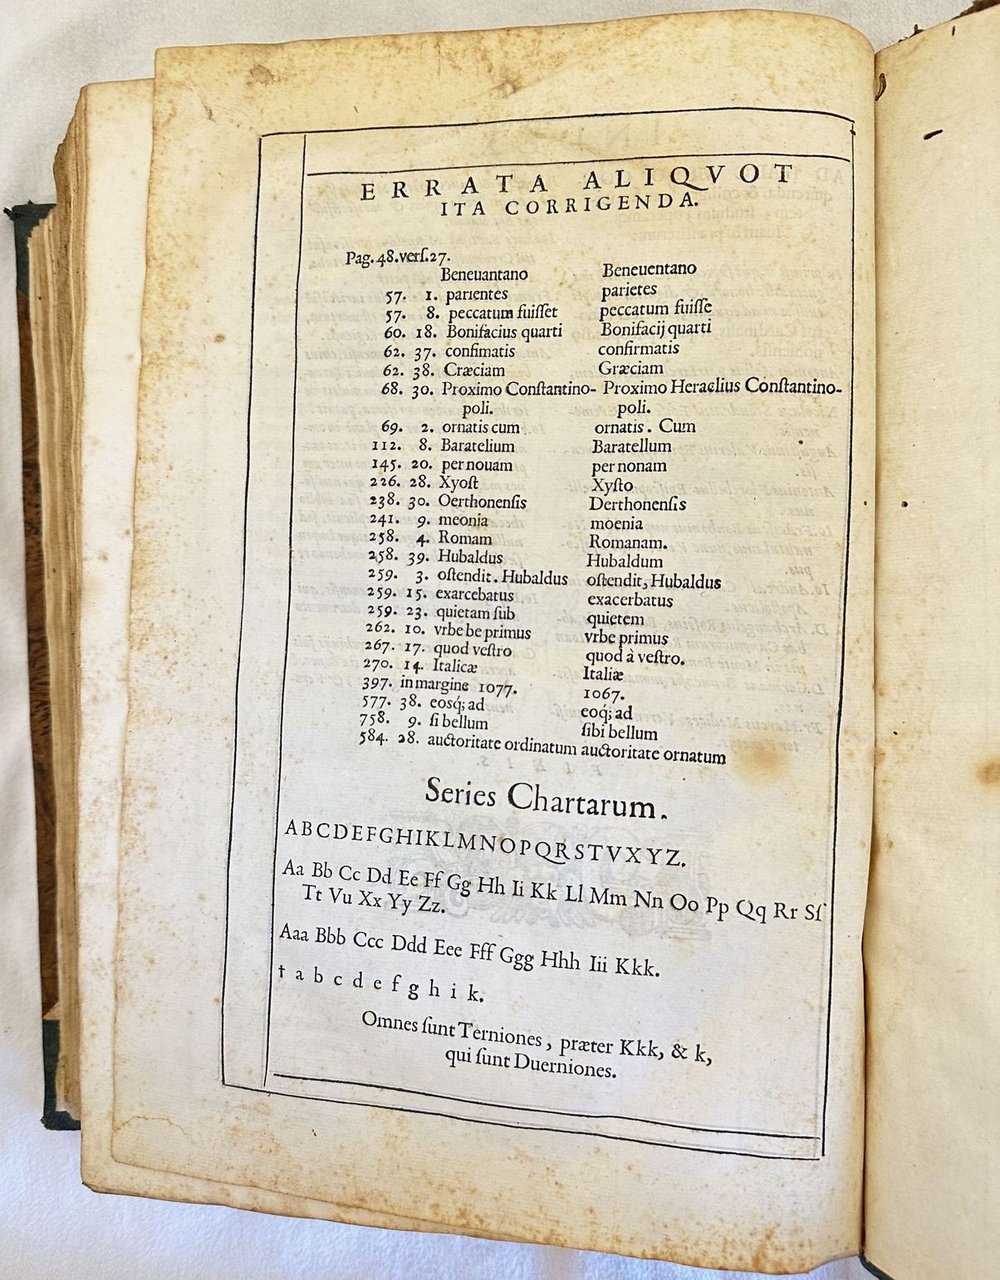 ERRATA ALIQVOT
ITA CORRIGENDA.
Pag. 48. verſ. 27.
Beneuantano Beneuentano
57. 1. parientes parietes
57. 8. peccatum fuiſſet peccatum fuiſſe
60. 18. Bonifacius quarti Bonifacij quarti
62. 37. confimatis confirmatis
62. 38. Cræciam Græciam
68. 30. Proximo Conſtantino- Proximo Heraclius Conſtantino-
poli. poli.
69. 2. ornatis cum ornatis. Cum
112. 8. Baratelium Baratellum
145. 20. per nouam per nonam
226. 28. Xyoſt Xyſto
238. 30. Oerthonenſis Derthonenſis
241. 9. meonia moenia
258. 4. Romam Romanam.
258. 39. Hubaldus Hubaldum
259. 3. oſtendit. Hubaldus oſtendit, Hubaldus
259. 15. exarcebatus exacerbatus
259. 23. quietam ſub quietem
262. 10. vrbe be primus vrbe primus
267. 17. quod veſtro quod à veſtro.
270. 14. Italicæ Italiæ
397. in margine 1077. 1067.
577. 38. eosq́; ad eoq́; ad
758. 9. ſi bellum ſibi bellum
584. 28. auctoritate ordinatum auctoritate ornatum
Series Chartarum.
ABCDEFGHIKLMNOPQRSTVXYZ.
Aa Bb Cc Dd Ee Ff Gg Hh Ii Kk Ll Mm Nn Oo Pp Qq Rr Sſ
Tt Vu Xx Yy Zz.
Aaa Bbb Ccc Ddd Eee Fff Ggg Hhh Iii Kkk.
† a b c d e f g h i k.
Omnes ſunt Terniones, præter Kkk, & k,
qui ſunt Duerniones.